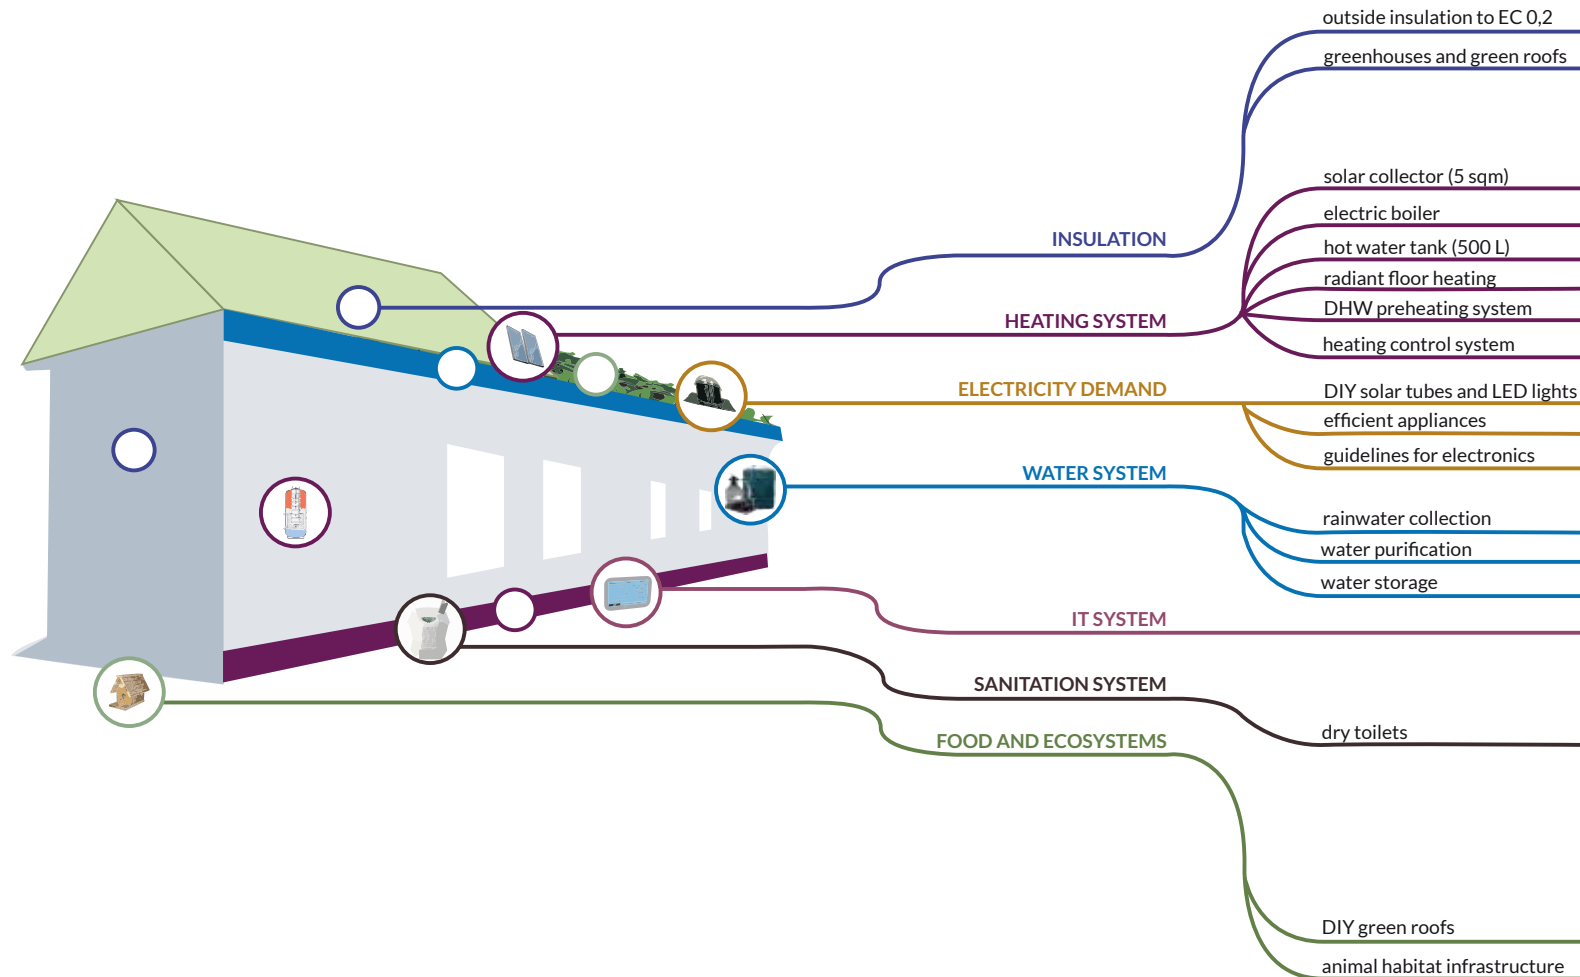 outside insulation to EC 0,2
greenhouses and green roofs
INSULATION
solar collector (5 sqm)
electric boiler
hot water tank (500 L)
radiant floor heating
DHW preheating system
heating control system
HEATING SYSTEM
ELECTRICITY DEMAND
DIY solar tubes and LED lights
efficient appliances
guidelines for electronics
WATER SYSTEM
rainwater collection
water purification
water storage
IT SYSTEM
SANITATION SYSTEM
dry toilets
FOOD AND ECOSYSTEMS
DIY green roofs
animal habitat infrastructure